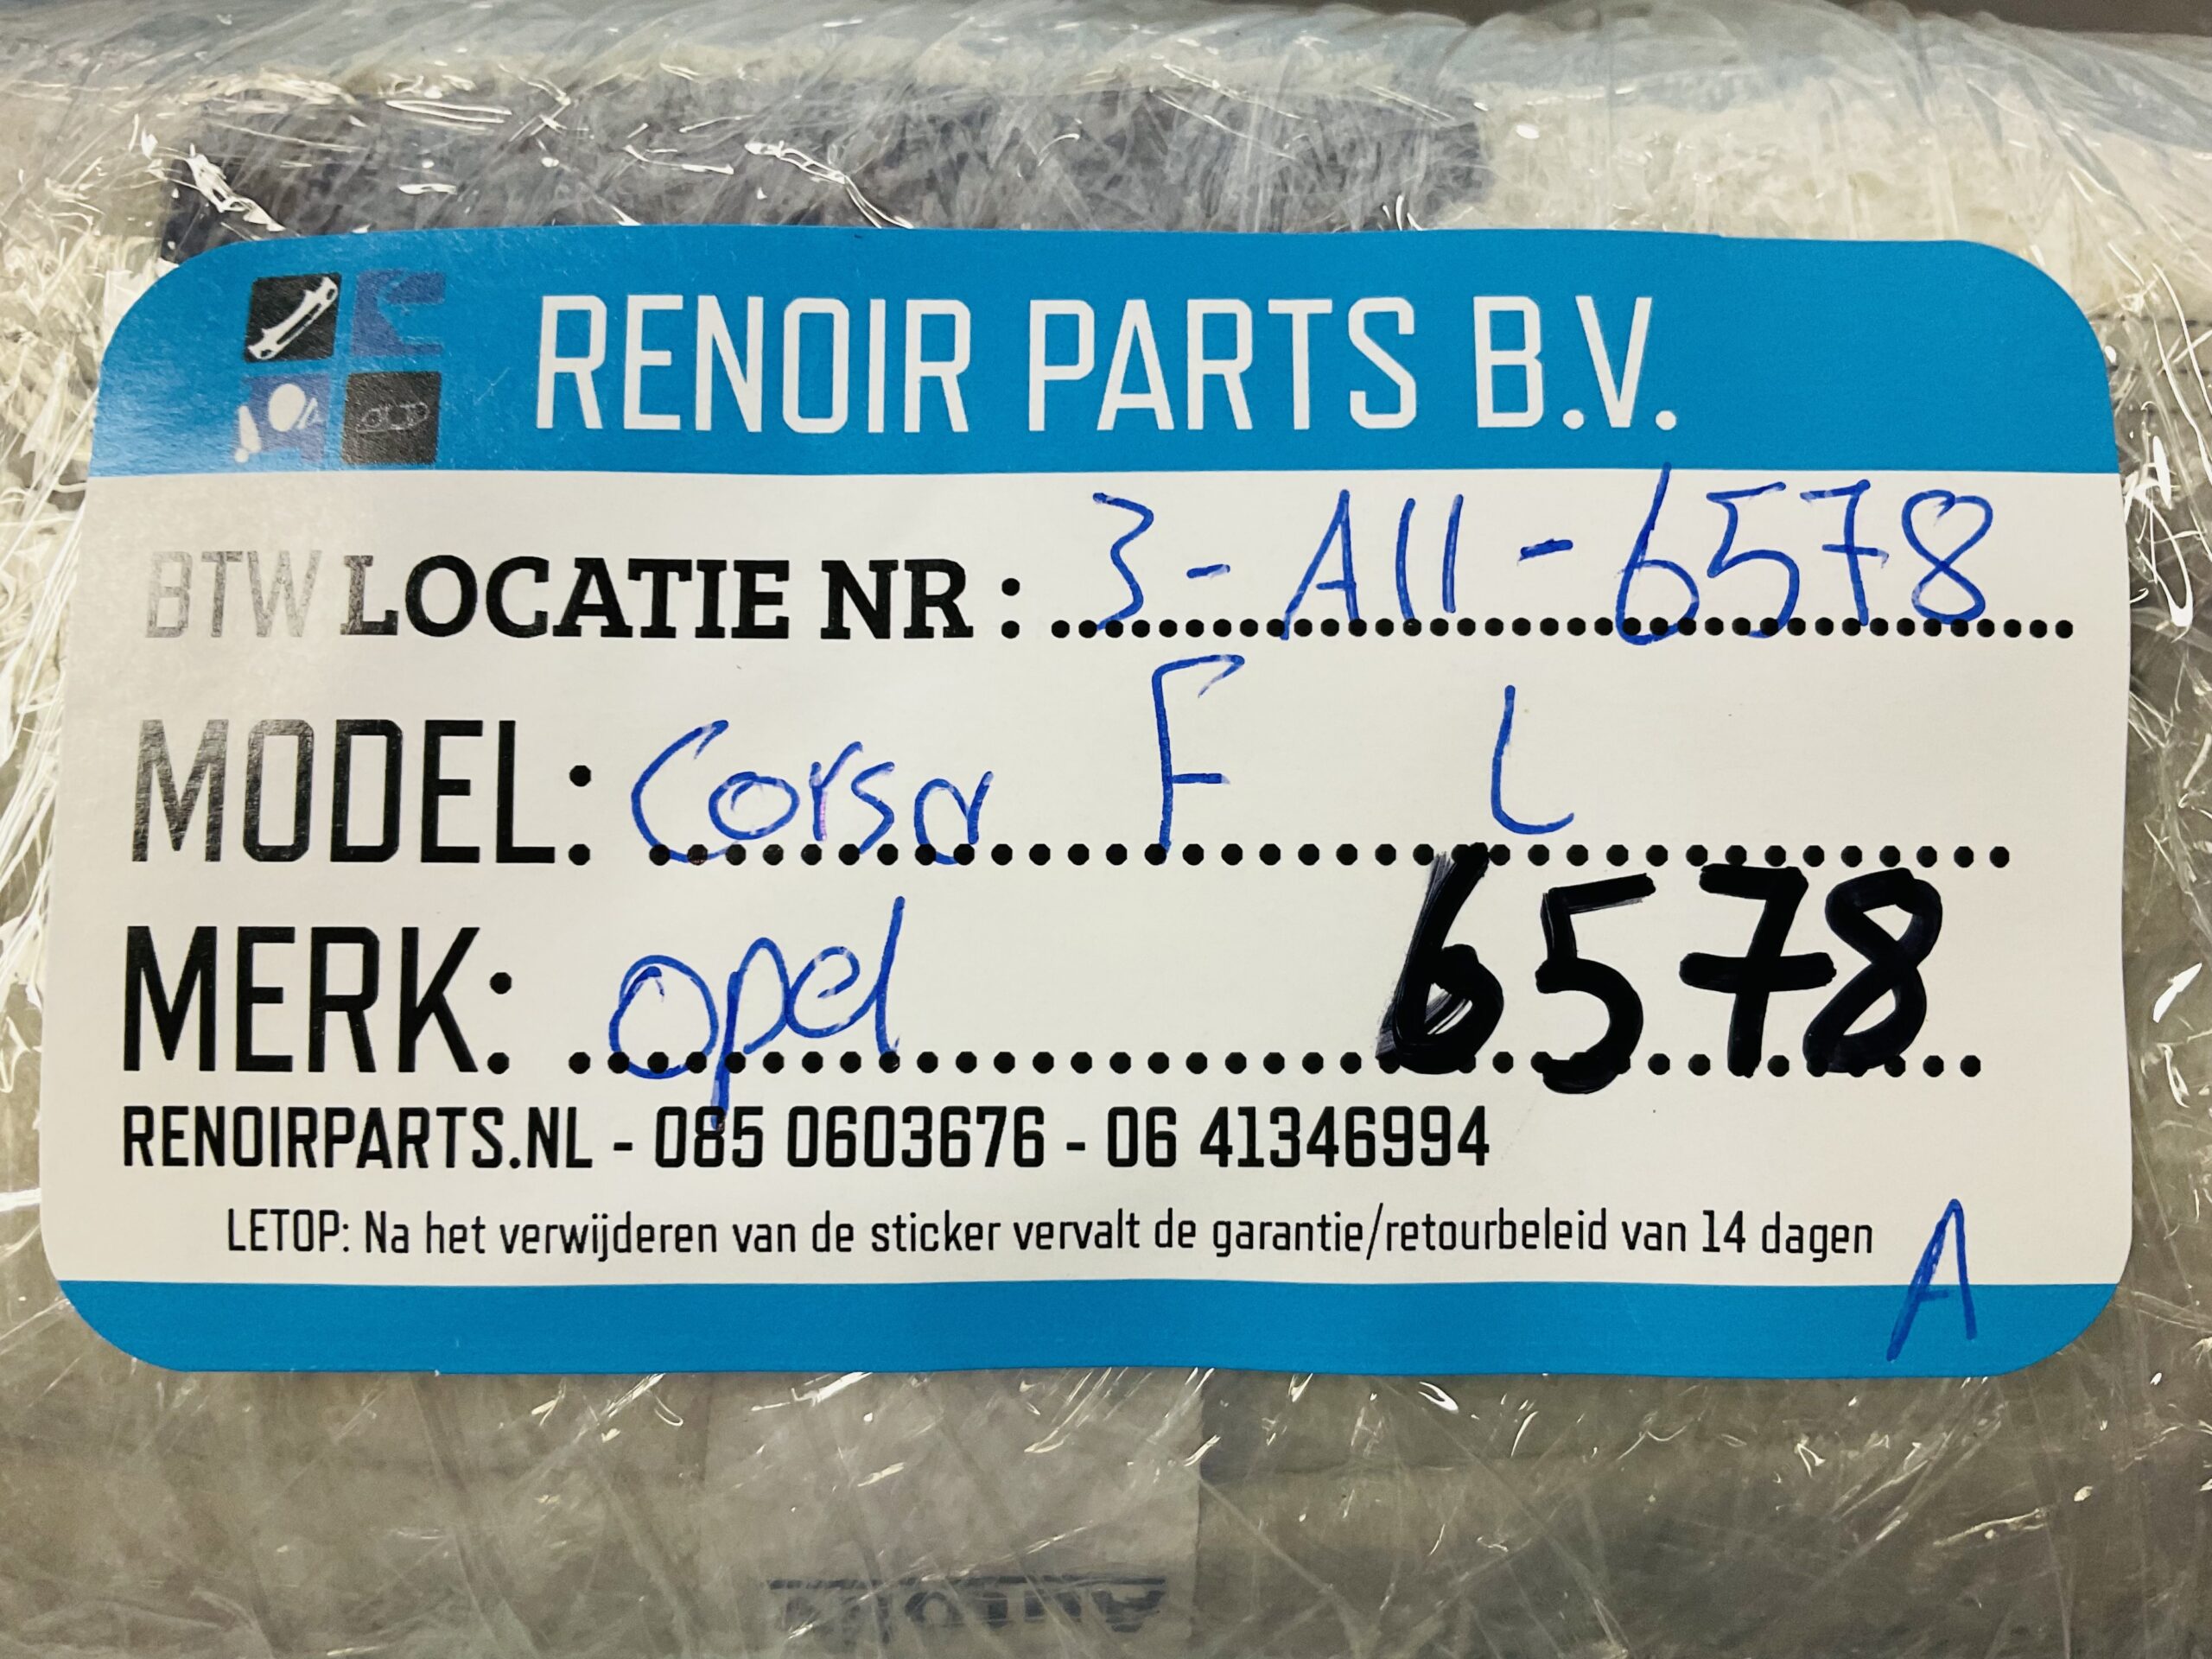 RENOIR PARTS B.V.
BTW LOCATIE NR : 3-A11-6578
MODEL: Corsa F L
MERK: Opel 6578
RENOIRPARTS.NL - 085 0603676 - 06 41346994
LETOP: Na het verwijderen van de sticker vervalt de garantie/retourbeleid van 14 dagen
A